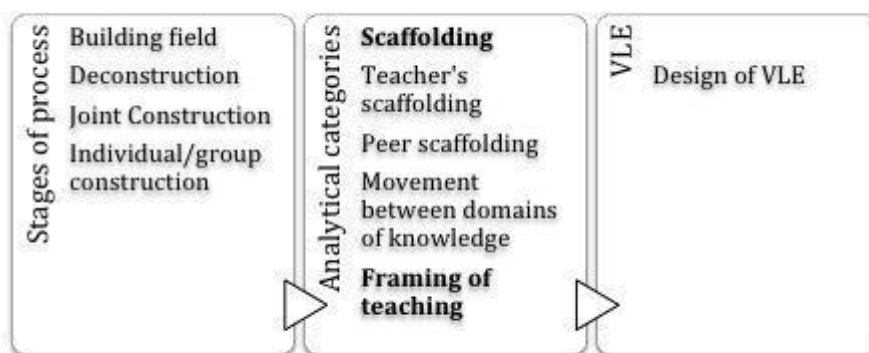 Stages of process
Building field
Deconstruction
Joint Construction
Individual/group
construction
Analytical categories
Scaffolding
Teacher's
scaffolding
Peer scaffolding
Movement
between domains
of knowledge
Framing of
teaching
VLE
Design of VLE